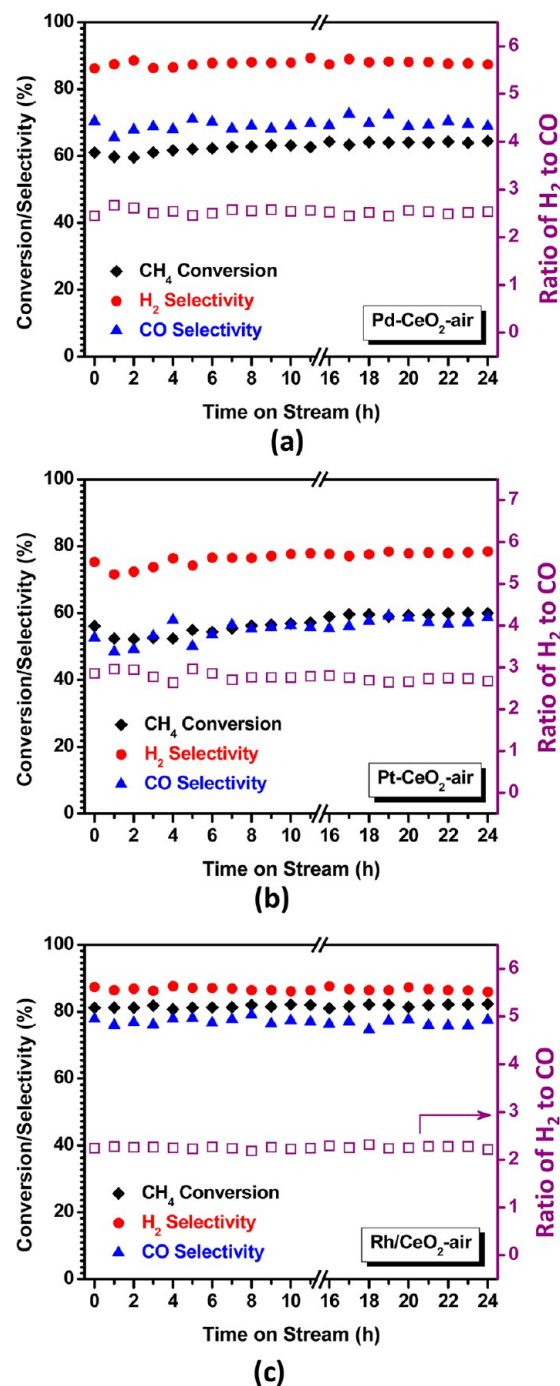 100
80
60
40
20
0
Conversion/Selectivity (%)
6
5
4
3
2
1
0
Ratio of H₂ to CO
CH₄ Conversion
H₂ Selectivity
CO Selectivity
Pd-CeO₂-air
0 2 4 6 8 10 16 18 20 22 24
Time on Stream (h)
(a)
100
80
60
40
20
0
Conversion/Selectivity (%)
7
6
5
4
3
2
1
0
Ratio of H₂ to CO
CH₄ Conversion
H₂ Selectivity
CO Selectivity
Pt-CeO₂-air
0 2 4 6 8 10 16 18 20 22 24
Time on Stream (h)
(b)
100
80
60
40
20
0
Conversion/Selectivity (%)
6
5
4
3
2
1
0
Ratio of H₂ to CO
CH₄ Conversion
H₂ Selectivity
CO Selectivity
Rh/CeO₂-air
0 2 4 6 8 10 16 18 20 22 24
Time on Stream (h)
(c)